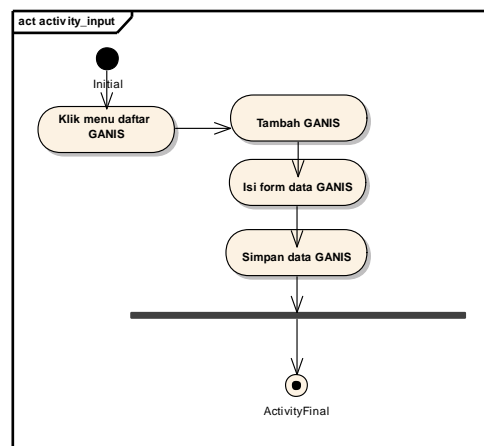 act activity_input
Initial
Klik menu daftar
GANIS
Tambah GANIS
Isi form data GANIS
Simpan data GANIS
ActivityFinal